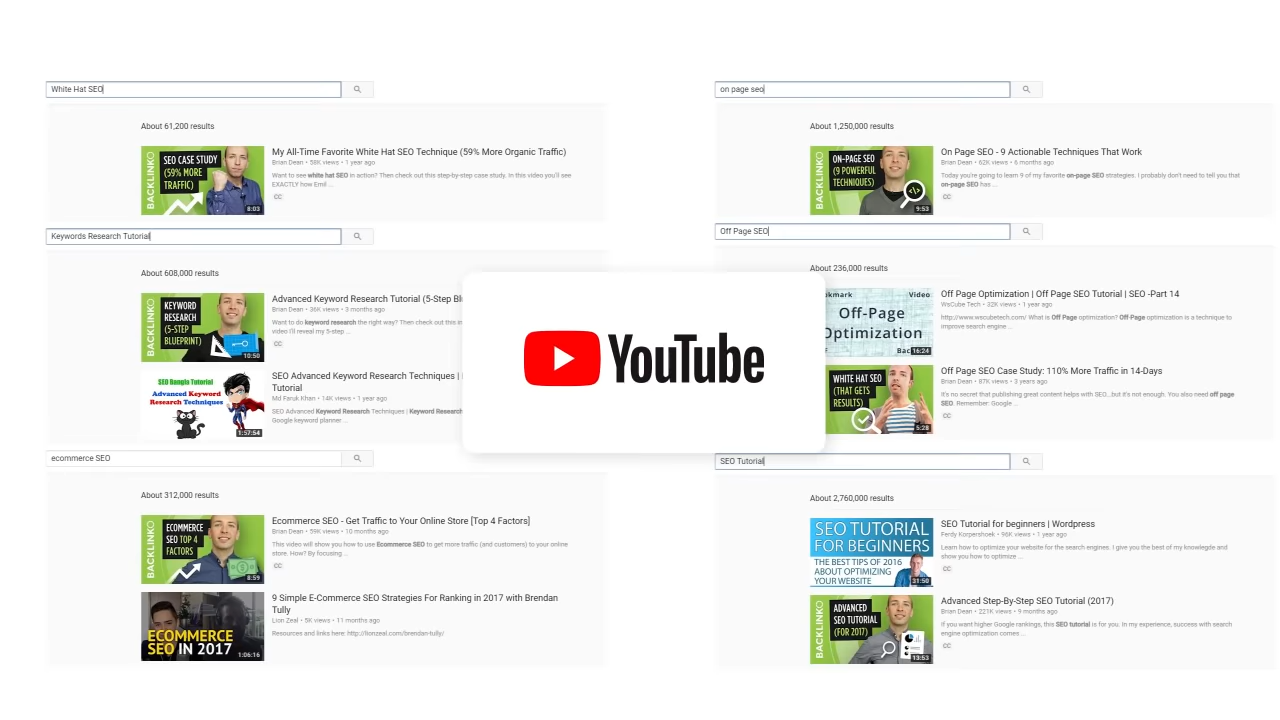 White Hat SEO
About 61,200 results
BACKLINKO
SEO CASE STUDY
(59% MORE
TRAFFIC)
8:03
My All-Time Favorite White Hat SEO Technique (59% More Organic Traffic)
Brian Dean • 58K views • 1 year ago
Want to see white hat SEO in action? Then check out this step-by-step case study. In this video you'll see
EXACTLY how Emil ...
CC
Keywords Research Tutorial
About 608,000 results
BACKLINKO
KEYWORD
RESEARCH
(5-STEP
BLUEPRINT)
10:50
Advanced Keyword Research Tutorial (5-Step Bl
Brian Dean • 36K views • 3 months ago
Want to do keyword research the right way? Then check out this in
video I'll reveal my 5-step ...
CC
SEO Bangla Tutorial
Advanced Keyword
Research Techniques
1:57:54
SEO Advanced Keyword Research Techniques |
Tutorial
Md Faruk Khan • 14K views • 1 year ago
SEO Advanced Keyword Research Techniques | Keyword Research
Google keyword planner ...
ecommerce SEO
About 312,000 results
BACKLINKO
ECOMMERCE
SEO TOP 4
FACTORS
8:59
Ecommerce SEO - Get Traffic to Your Online Store [Top 4 Factors]
Brian Dean • 59K views • 10 months ago
This video will show you how to use Ecommerce SEO to get more traffic (and customers) to your online
store. How? By focusing ...
CC
ECOMMERCE
SEO IN 2017
1:06:16
9 Simple E-Commerce SEO Strategies For Ranking in 2017 with Brendan
Tully
Lion Zeal • 5K views • 11 months ago
Resources and links here: http://lionzeal.com/brendan-tully/
YouTube
on page seo
About 1,250,000 results
BACKLINKO
ON-PAGE SEO
(9 POWERFUL
TECHNIQUES)
</>
9:53
On Page SEO - 9 Actionable Techniques That Work
Brian Dean • 62K views • 6 months ago
Today you're going to learn 9 of my favorite on-page SEO strategies. I probably don't need to tell you that
on-page SEO has ...
CC
Off Page SEO
About 236,000 results
okmark Video
Off-Page
Optimization
Bac
16:24
Off Page Optimization | Off Page SEO Tutorial | SEO -Part 14
WsCube Tech • 32K views • 1 year ago
http://www.wscubetech.com/ What is Off Page optimization? Off-Page optimization is a technique to
improve search engine ...
WHITE HAT SEO
(THAT GETS
RESULTS)
5:28
Off Page SEO Case Study: 110% More Traffic in 14-Days
Brian Dean • 87K views • 3 years ago
It's no secret that publishing great content helps with SEO...but it's not enough. You also need off page
SEO. Remember: Google ...
CC
SEO Tutorial
About 2,760,000 results
SEO TUTORIAL
FOR BEGINNERS
THE BEST TIPS OF 2016
ABOUT OPTIMIZING
YOUR WEBSITE
31:50
SEO Tutorial for beginners | Wordpress
Ferdy Korpershoek • 96K views • 1 year ago
Learn how to optimize your website for the search engines. I give you the best of my knowlegde and
show you how to optimize ...
CC
BACKLINKO
ADVANCED
SEO TUTORIAL
(FOR 2017)
13:53
Advanced Step-By-Step SEO Tutorial (2017)
Brian Dean • 221K views • 9 months ago
If you want higher Google rankings, this SEO tutorial is for you. In my experience, success with search
engine optimization comes ...
CC